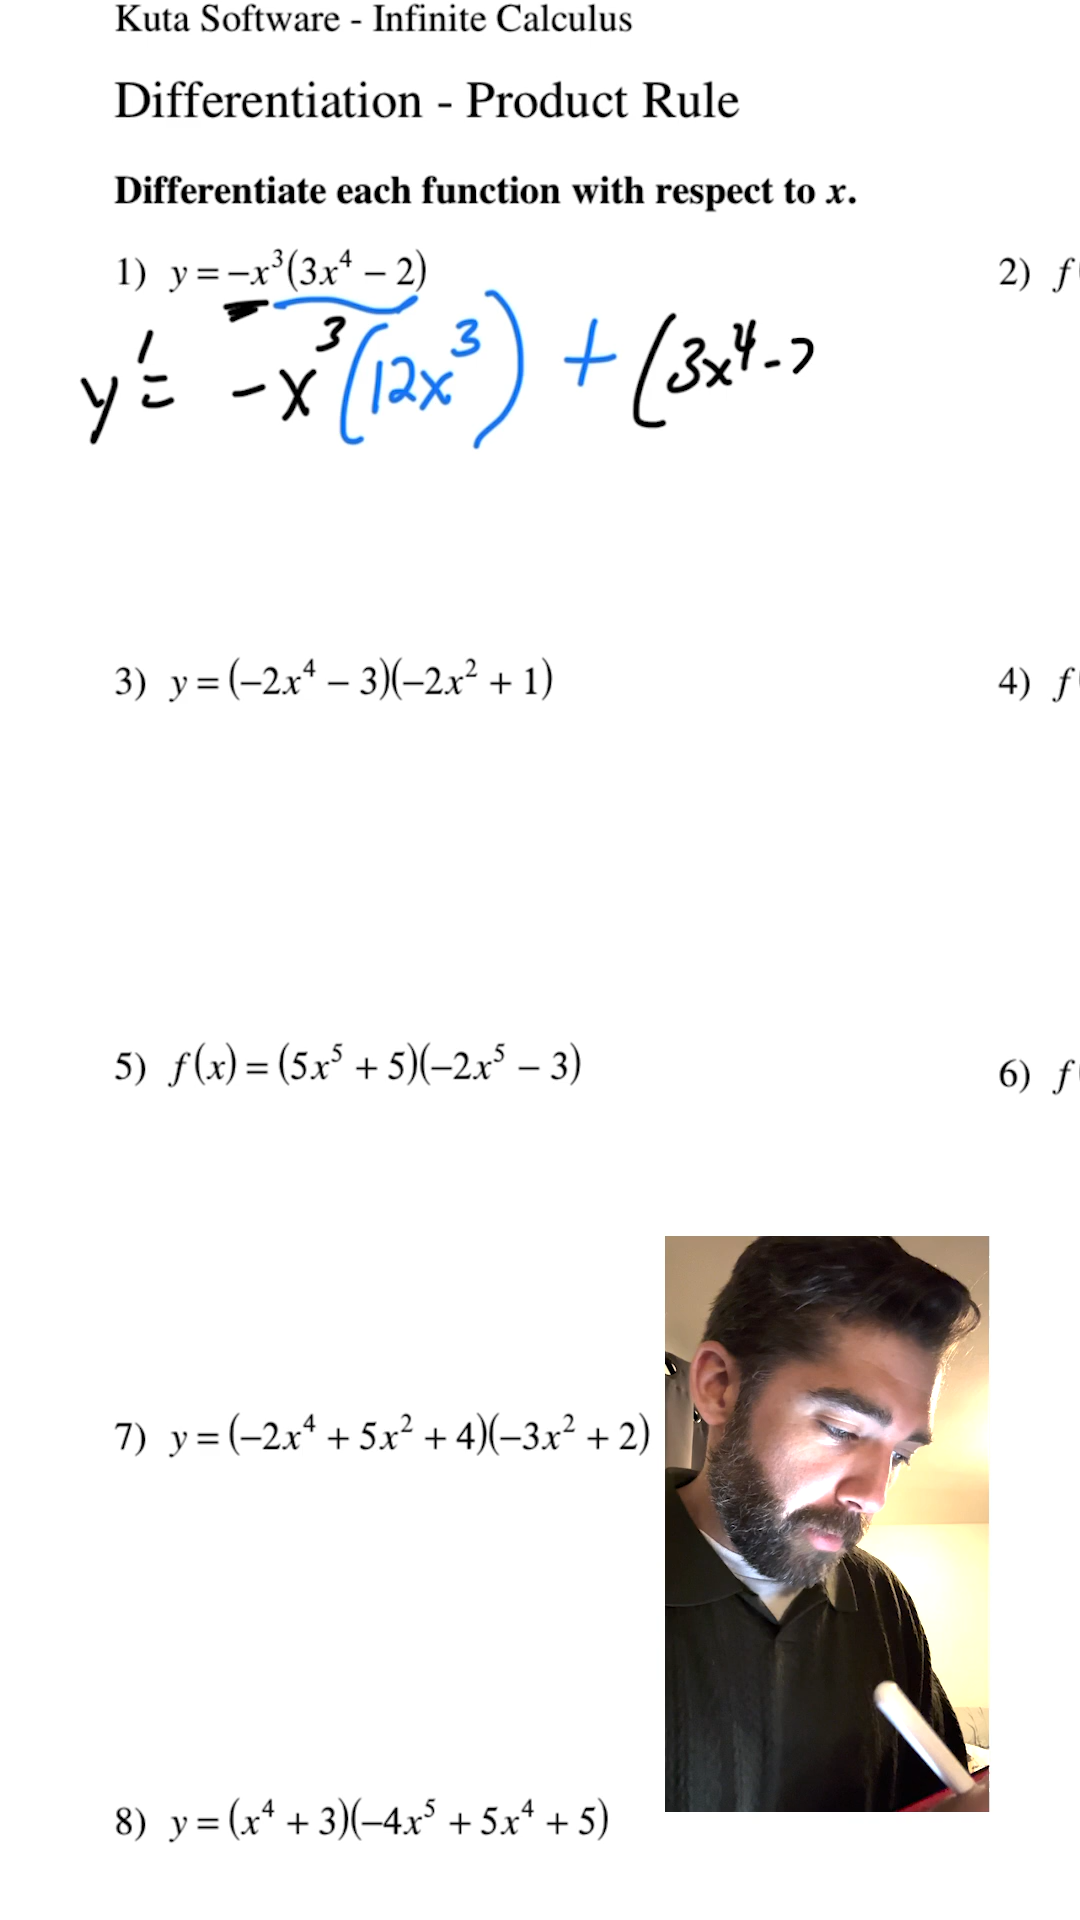 Kuta Software - Infinite Calculus
Differentiation - Product Rule
Differentiate each function with respect to x.
1) y = −x³(3x⁴ − 2)
2) f(
y' = -x³(12x³) + (3x⁴-
3) y = (−2x⁴ − 3)(−2x² + 1)
4) f(
5) f(x) = (5x⁵ + 5)(−2x⁵ − 3)
6) f(
7) y = (−2x⁴ + 5x² + 4)(−3x² + 2)
8) y = (x⁴ + 3)(−4x⁵ + 5x⁴ + 5)